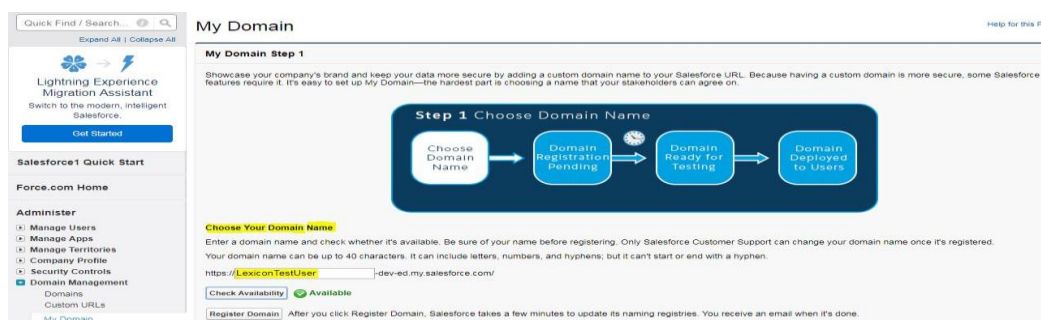 Quick Find / Search...
Expand All | Collapse All
Lightning Experience
Migration Assistant
Switch to the modern, intelligent
Salesforce.
Get Started
Salesforce1 Quick Start
Force.com Home
Administer
Manage Users
Manage Apps
Manage Territories
Company Profile
Security Controls
Domain Management
Domains
Custom URLs
My Domain
My Domain
Help for this P
My Domain Step 1
Showcase your company's brand and keep your data more secure by adding a custom domain name to your Salesforce URL. Because having a custom domain is more secure, some Salesforce
features require it. It's easy to set up My Domain—the hardest part is choosing a name that your stakeholders can agree on.
Step 1 Choose Domain Name
Choose
Domain
Name
Domain
Registration
Pending
Domain
Ready for
Testing
Domain
Deployed
to Users
Choose Your Domain Name
Enter a domain name and check whether it's available. Be sure of your name before registering. Only Salesforce Customer Support can change your domain name once it's registered.
Your domain name can be up to 40 characters. It can include letters, numbers, and hyphens; but it can't start or end with a hyphen.
https://LexiconTestUser -dev-ed.my.salesforce.com/
Check Availability Available
Register Domain After you click Register Domain, Salesforce takes a few minutes to update its naming registries. You receive an email when it's done.